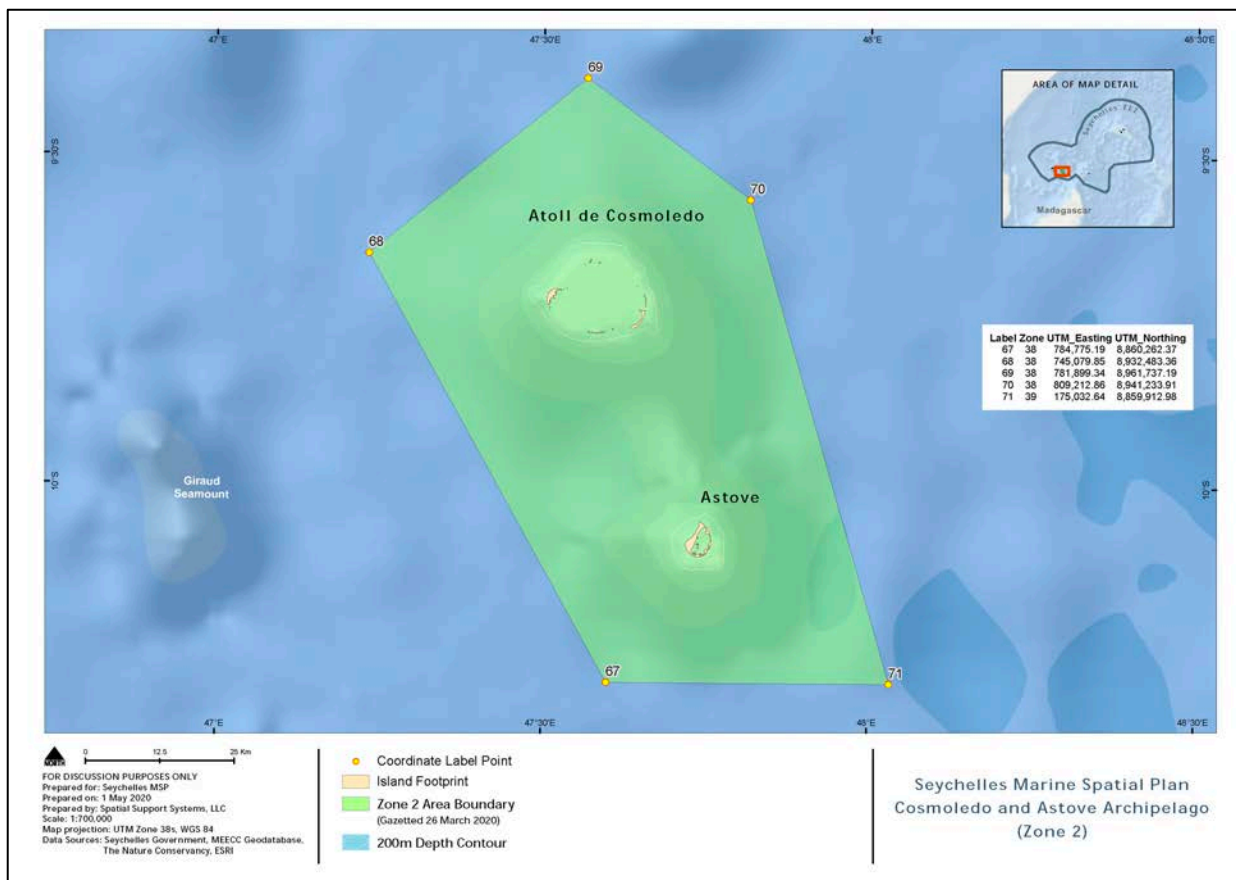 47°E
47°30'E
48°E
48°30'E
69
AREA OF MAP DETAIL
Seychelles EEZ
Madagascar
9°30'S
9°30'S
70
Atoll de Cosmoledo
68
Label Zone UTM_Easting UTM_Northing
67 38 784,775.19 8,860,262.37
68 38 745,079.85 8,932,483.36
69 38 781,899.34 8,961,737.19
70 38 809,212.86 8,941,233.91
71 39 175,032.64 8,859,912.98
10°S
10°S
Giraud
Seamount
Astove
67
71
47°E
47°30'E
48°E
48°30'E
0 12.5 25 Km
FOR DISCUSSION PURPOSES ONLY
Prepared for: Seychelles MSP
Prepared on: 1 May 2020
Prepared by: Spatial Support Systems, LLC
Scale: 1:700,000
Map projection: UTM Zone 38s, WGS 84
Data Sources: Seychelles Government, MEECC Geodatabase,
The Nature Conservancy, ESRI
Coordinate Label Point
Island Footprint
Zone 2 Area Boundary
(Gazetted 26 March 2020)
200m Depth Contour
Seychelles Marine Spatial Plan
Cosmoledo and Astove Archipelago
(Zone 2)